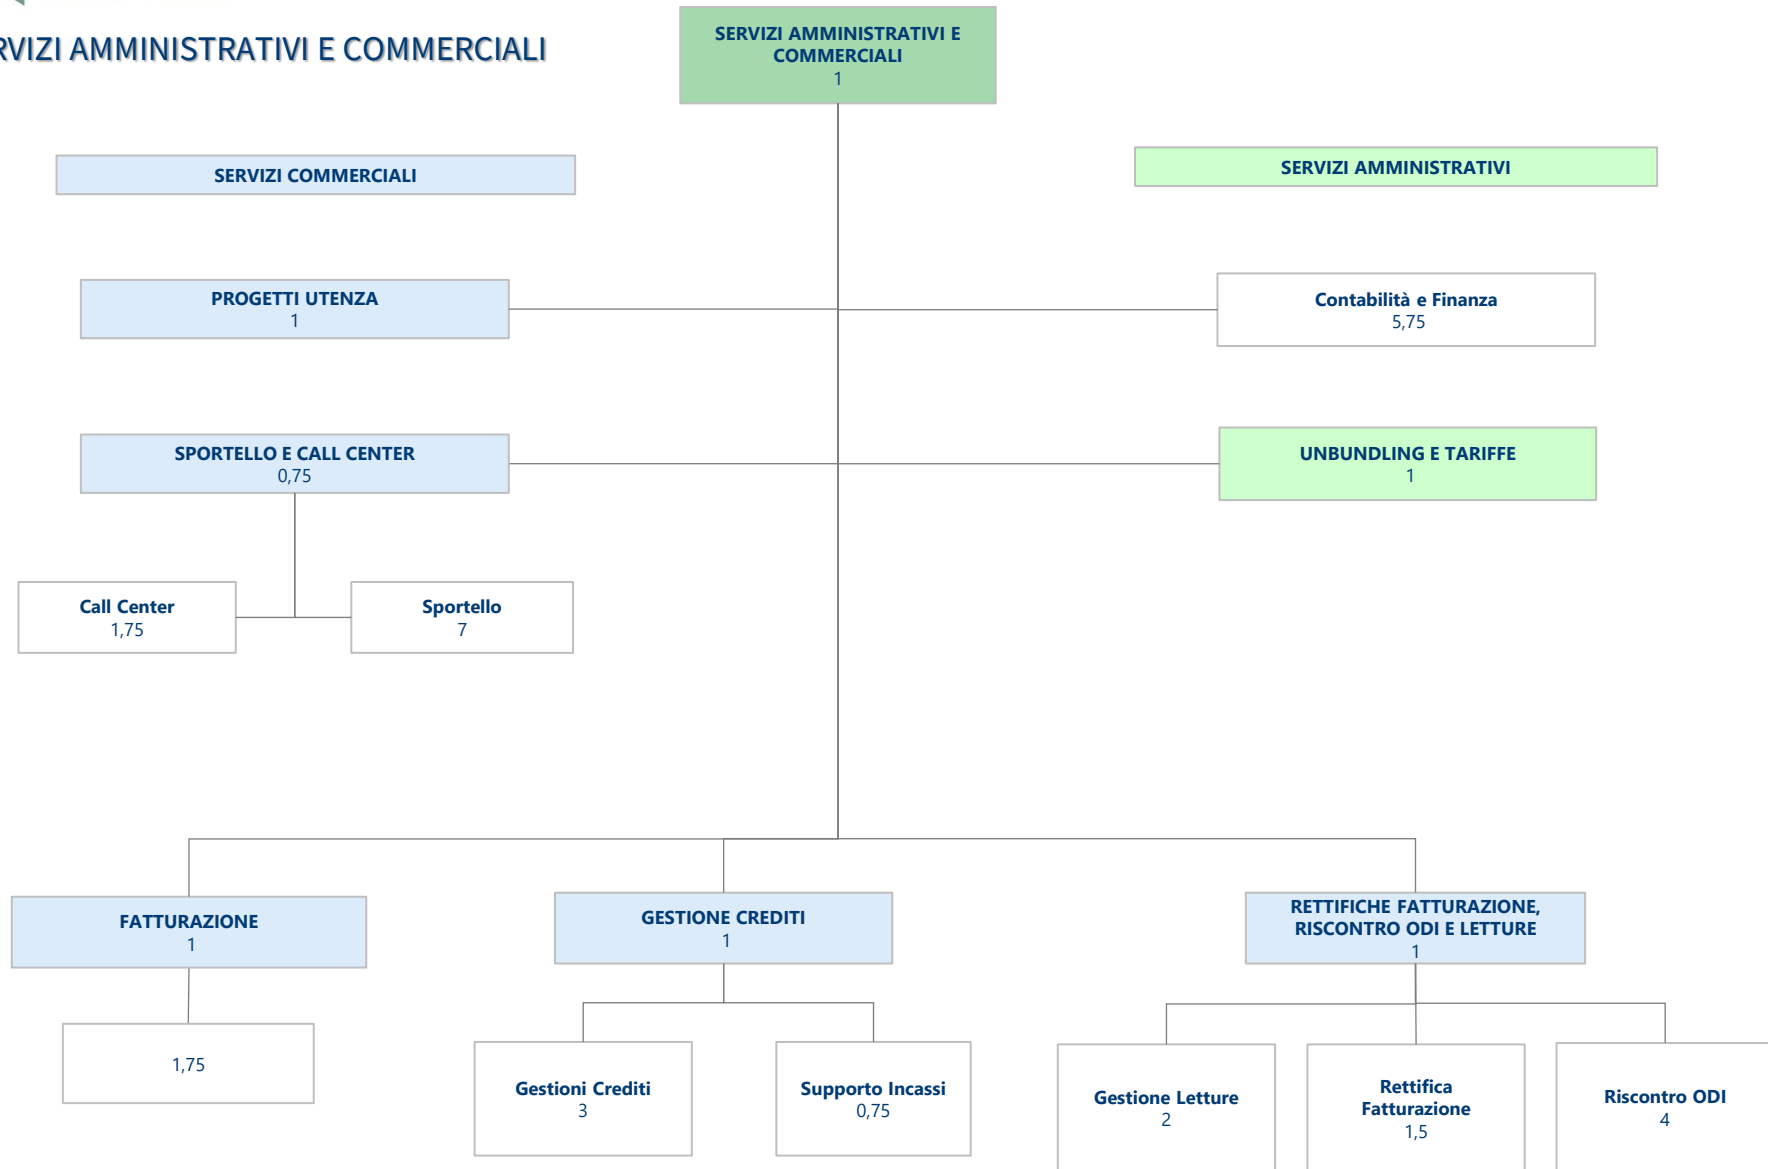 RVIZI AMMINISTRATIVI E COMMERCIALI
SERVIZI AMMINISTRATIVI E
COMMERCIALI
1
SERVIZI COMMERCIALI
SERVIZI AMMINISTRATIVI
PROGETTI UTENZA
1
Contabilità e Finanza
5,75
SPORTELLO E CALL CENTER
0,75
UNBUNDLING E TARIFFE
1
Call Center
1,75
Sportello
7
FATTURAZIONE
1
GESTIONE CREDITI
1
RETTIFICHE FATTURAZIONE,
RISCONTRO ODI E LETTURE
1
1,75
Gestioni Crediti
3
Supporto Incassi
0,75
Gestione Letture
2
Rettifica
Fatturazione
1,5
Riscontro ODI
4